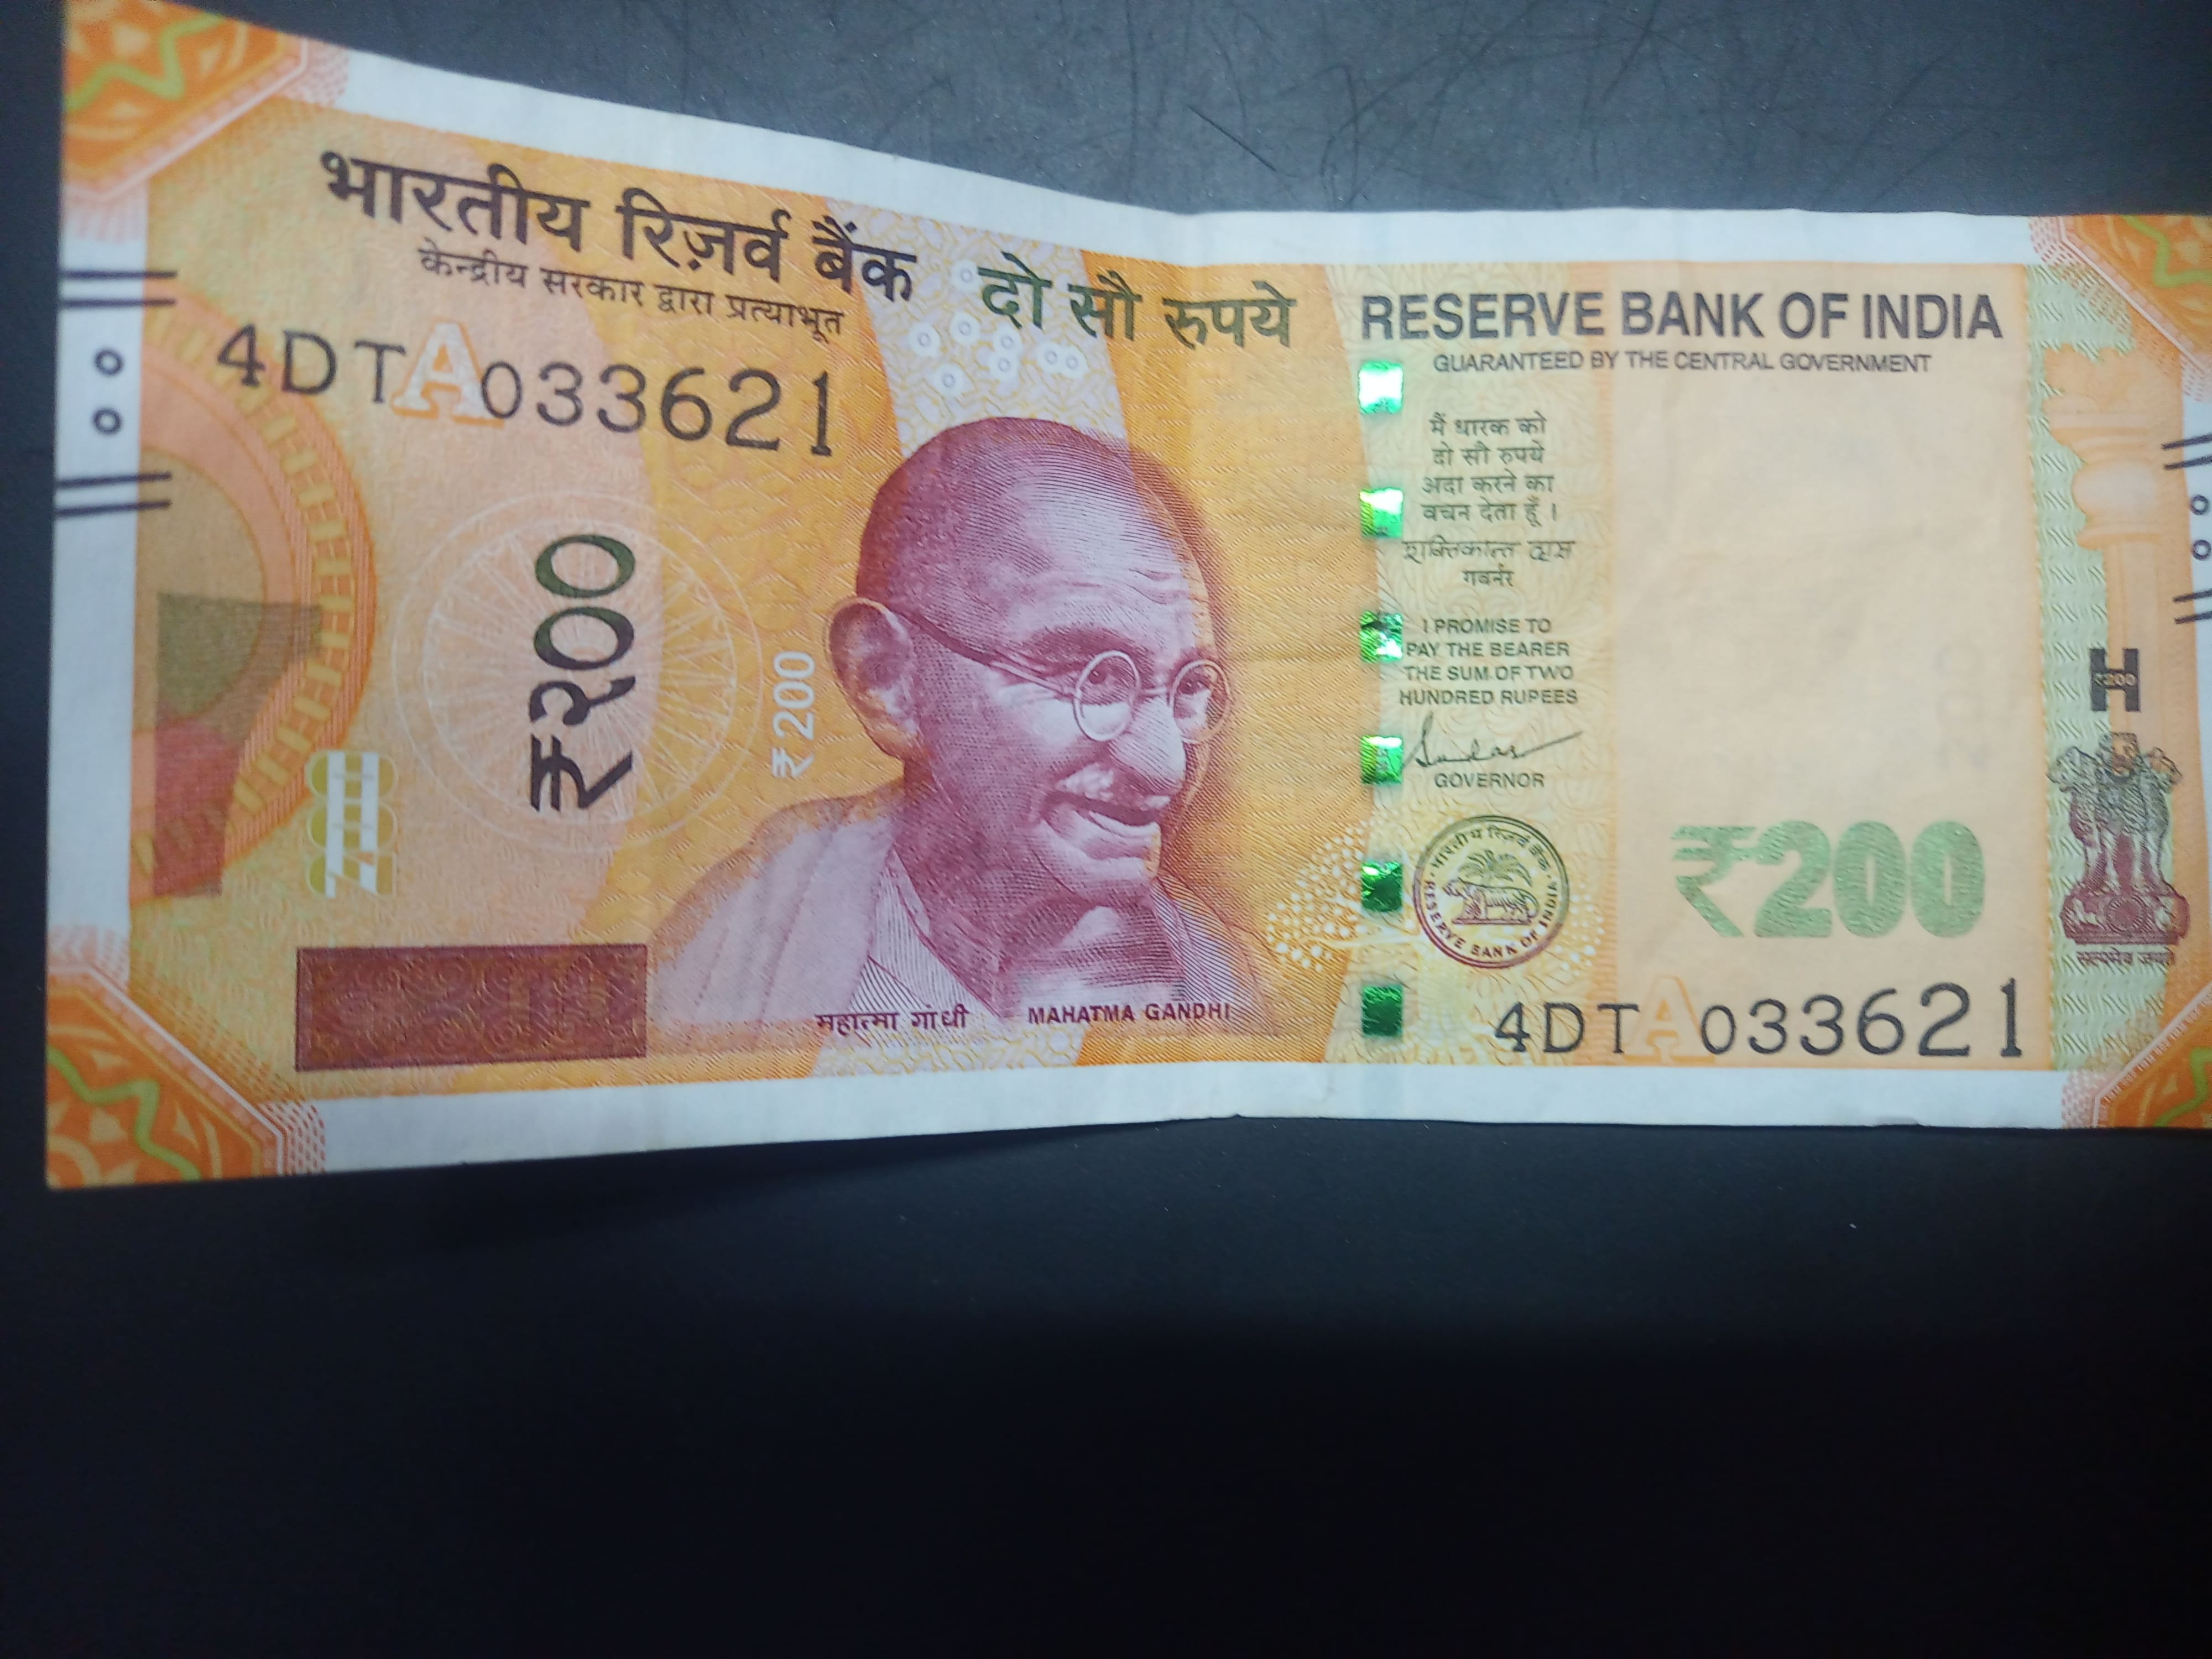 भारतीय रिज़र्व बैंक
केन्द्रीय सरकार द्वारा प्रत्याभूत
4DTA033621
दो सौ रुपये
₹२००
₹200
महात्मा गांधी
MAHATMA GANDHI
RESERVE BANK OF INDIA
GUARANTEED BY THE CENTRAL GOVERNMENT
मैं धारक को
दो सौ रुपये
अदा करने का
वचन देता हूँ ।
शक्तिकान्त दास
गवर्नर
I PROMISE TO
PAY THE BEARER
THE SUM OF TWO
HUNDRED RUPEES
GOVERNOR
भारतीय रिज़र्व बैंक
RESERVE BANK OF INDIA
₹200
4DTA033621
H
₹200
सत्यमेव जयते